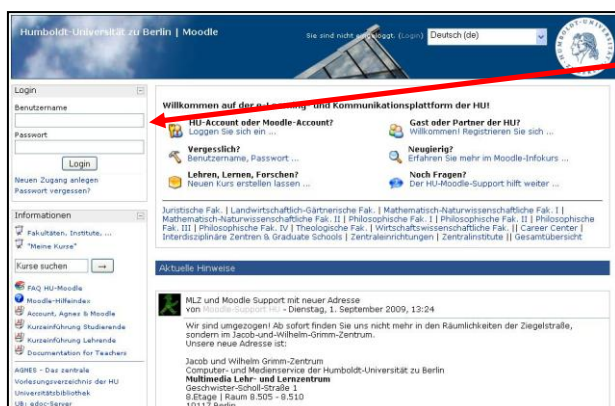 Humboldt-Universität zu Berlin | Moodle
Sie sind nicht angeloggt. (Login)
Deutsch (de)
Login
Benutzername
Passwort
Login
Neuen Zugang anlegen
Passwort vergessen?
Informationen
Fakultäten, Institute, ...
"Meine Kurse"
Kurse suchen
FAQ HU-Moodle
Moodle-Hilfeindex
Account, Agnes & Moodle
Kurseinführung Studierende
Kurseinführung Lehrende
Documentation for Teachers
AGNES - Das zentrale
Vorlesungsverzeichnis der HU
Universitätsbibliothek
UB: edoc-Server
Willkommen auf der e-Learning- und Kommunikationsplattform der HU!
HU-Account oder Moodle-Account?
Loggen Sie sich ein ...
Gast oder Partner der HU?
Willkommen! Registrieren Sie sich ...
Vergesslich?
Benutzername, Passwort ...
Neugierig?
Erfahren Sie mehr im Moodle-Infokurs ...
Lehren, Lernen, Forschen?
Neuen Kurs erstellen lassen ...
Noch Fragen?
Der HU-Moodle-Support hilft weiter ...
Juristische Fak. | Landwirtschaftlich-Gärtnerische Fak. | Mathematisch-Naturwissenschaftliche Fak. I |
Mathematisch-Naturwissenschaftliche Fak. II | Philosophische Fak. I | Philosophische Fak. II | Philosophische
Fak. III | Philosophische Fak. IV | Theologische Fak. | Wirtschaftswissenschaftliche Fak. || Career Center |
Interdisziplinäre Zentren & Graduate Schools | Zentraleinrichtungen | Zentralinstitute || Gesamtübersicht
Aktuelle Hinweise
MLZ und Moodle Support mit neuer Adresse
von Moodle-Support HU - Dienstag, 1. September 2009, 13:24
Wir sind umgezogen! Ab sofort finden Sie uns nicht mehr in den Räumlichkeiten der Ziegelstraße,
sondern im Jacob-und-Wilhelm-Grimm-Zentrum.
Unsere neue Adresse ist:
Jacob und Wilhelm Grimm-Zentrum
Computer- und Medienservice der Humboldt-Universität zu Berlin
Multimedia Lehr- und Lernzentrum
Geschwister-Scholl-Straße 1
8.Etage | Raum 8.505 - 8.510
10117 Berlin